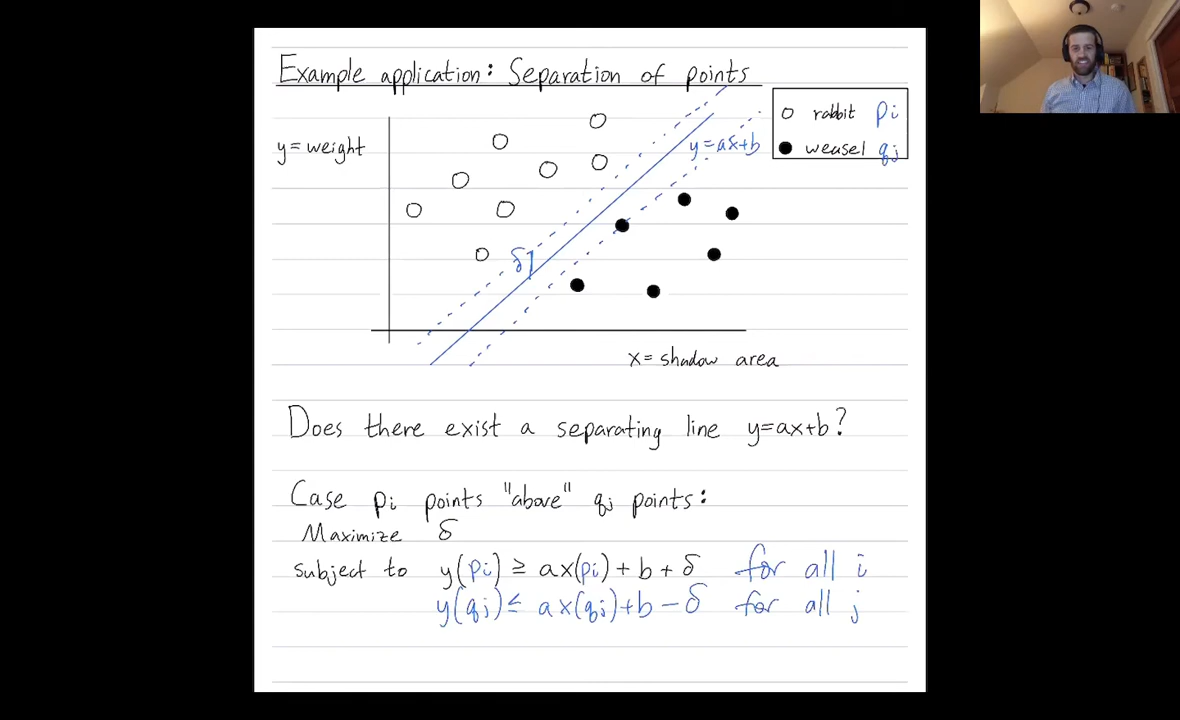 Example application: Separation of points
y = weight
y = ax+b
rabbit pi
weasel qj
δ
x = shadow area
Does there exist a separating line y=ax+b?
Case pi points "above" qj points:
Maximize δ
subject to y(pi) ≥ ax(pi) + b + δ for all i
y(qj) ≤ ax(qj) + b − δ for all j